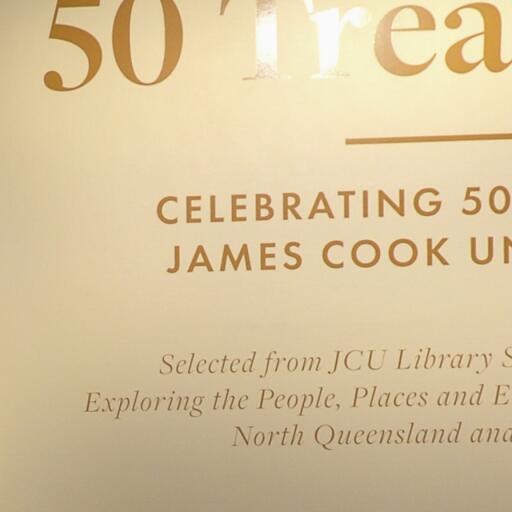 50 Trea
CELEBRATING 50
JAMES COOK UN
Selected from JCU Library S
Exploring the People, Places and E
North Queensland and